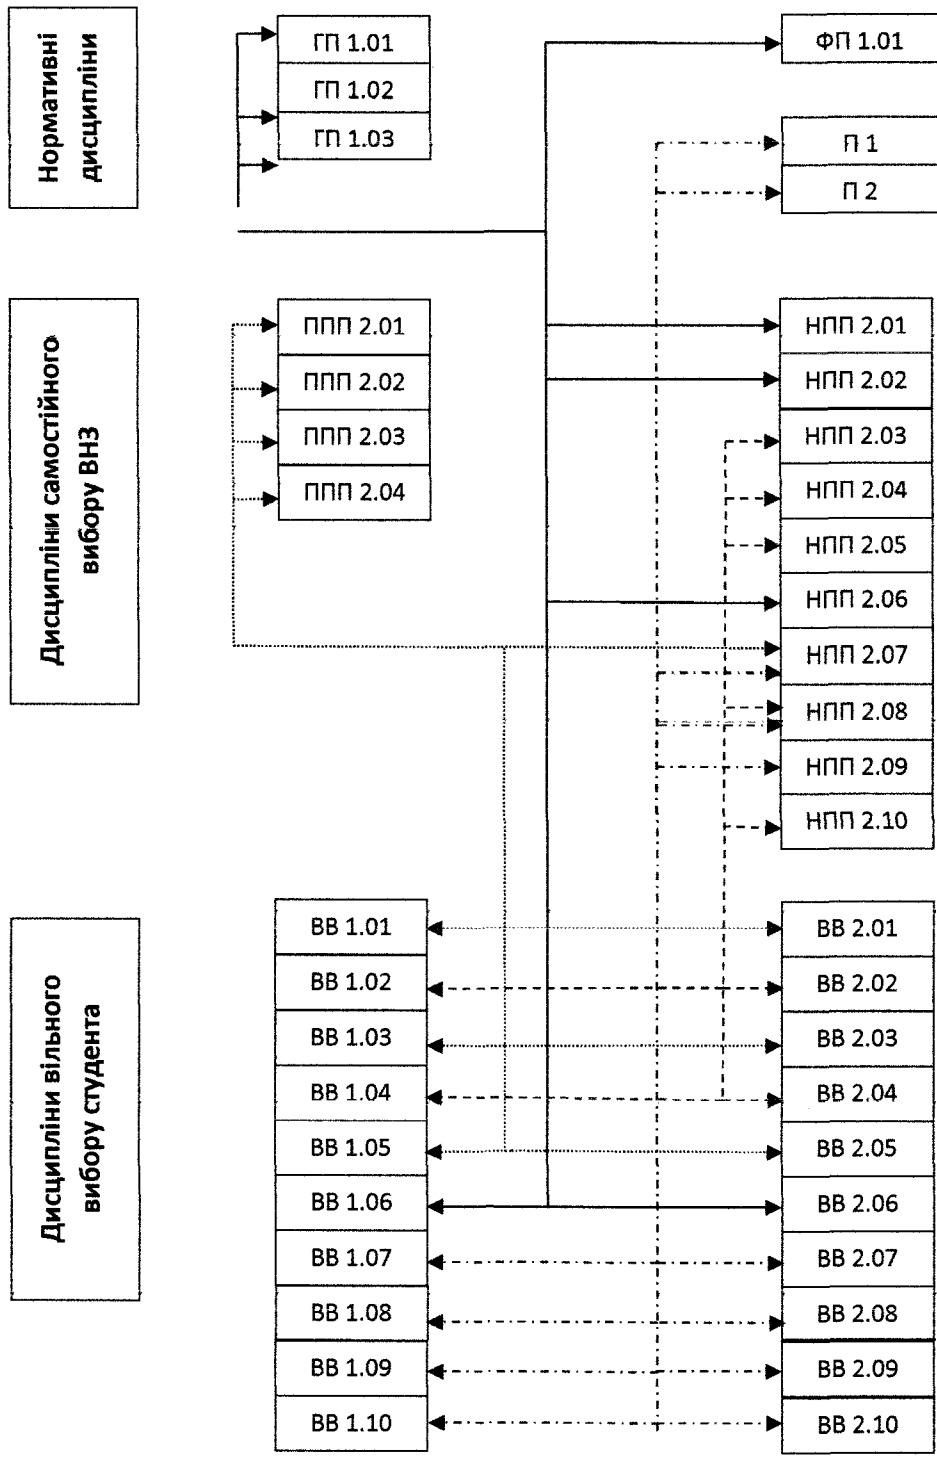 Нормативні
дисципліни
ГП 1.01
ГП 1.02
ГП 1.03
ФП 1.01
П 1
П 2
Дисципліни самостійного
вибору ВНЗ
ППП 2.01
ППП 2.02
ППП 2.03
ППП 2.04
НПП 2.01
НПП 2.02
НПП 2.03
НПП 2.04
НПП 2.05
НПП 2.06
НПП 2.07
НПП 2.08
НПП 2.09
НПП 2.10
Дисципліни вільного
вибору студента
ВВ 1.01
ВВ 1.02
ВВ 1.03
ВВ 1.04
ВВ 1.05
ВВ 1.06
ВВ 1.07
ВВ 1.08
ВВ 1.09
ВВ 1.10
ВВ 2.01
ВВ 2.02
ВВ 2.03
ВВ 2.04
ВВ 2.05
ВВ 2.06
ВВ 2.07
ВВ 2.08
ВВ 2.09
ВВ 2.10